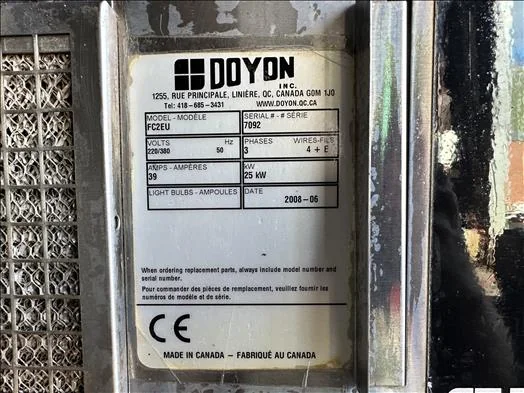 DOYON
INC.
1255, RUE PRINCIPALE, LINIÈRE, QC, CANADA G0M 1J0
Tel: 418-685-3431 WWW.DOYON.QC.CA
MODEL - MODÈLE SERIAL # - # SÉRIE
FC2EU 7092
VOLTS Hz PHASES WIRES-FILS
220/380 50 3 4 + E
AMPS - AMPÈRES kW
39 25 kW
LIGHT BULBS - AMPOULES DATE
2008-06
When ordering replacement parts, always include model number and
serial number.
Pour commander des pièces de remplacement, veuillez fournir les
numéros de modèle et de série.
CE
MADE IN CANADA - FABRIQUÉ AU CANADA